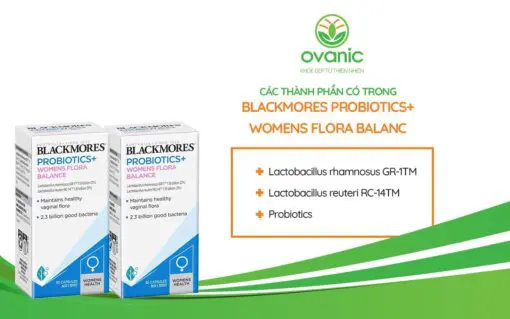 ovanic
KHỎE ĐẸP TỪ THIÊN NHIÊN
CÁC THÀNH PHẦN CÓ TRONG
BLACKMORES PROBIOTICS+
WOMENS FLORA BALANC
Lactobacillus rhamnosus GR-1TM
Lactobacillus reuteri RC-14TM
Probiotics
BLACKMORES
PROBIOTICS+
WOMENS FLORA
BALANCE
• Maintains healthy
vaginal flora
• 2.3 billion good bacteria
WOMENS
HEALTH
BLACKMORES
PROBIOTICS+
WOMENS FLORA
BALANCE
• Maintains healthy
vaginal flora
• 2.3 billion good bacteria
WOMENS
HEALTH